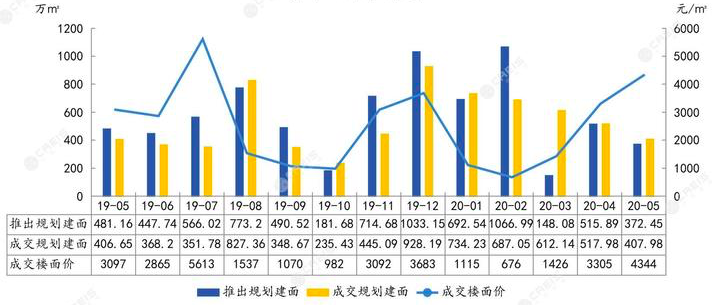 万㎡ 元/㎡
1200 6000
1000 5000
800 4000
600 3000
400 2000
200 1000
0 0
19-05 19-06 19-07 19-08 19-09 19-10 19-11 19-12 20-01 20-02 20-03 20-04 20-05
推出规划建面 481.16 447.74 566.02 773.2 490.52 181.68 714.68 1033.15 692.54 1066.99 148.08 515.89 372.45
成交规划建面 406.65 368.2 351.78 827.36 348.67 235.43 445.09 928.19 734.23 687.05 612.14 517.98 407.98
成交楼面价 3097 2865 5613 1537 1070 982 3092 3683 1115 676 1426 3305 4344
推出规划建面 成交规划建面 成交楼面价